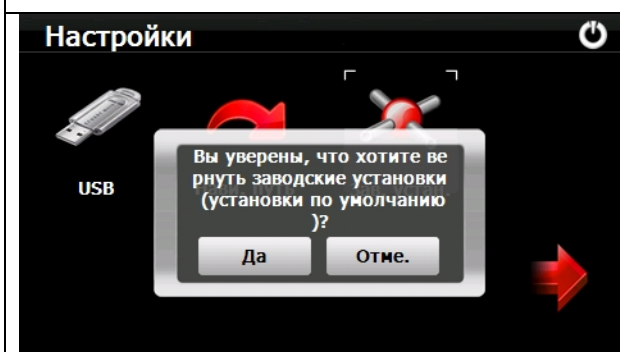 Настройки
Вы уверены, что хотите ве
рнуть заводские установки
(установки по умолчанию
)?
USB
Да
Отме.